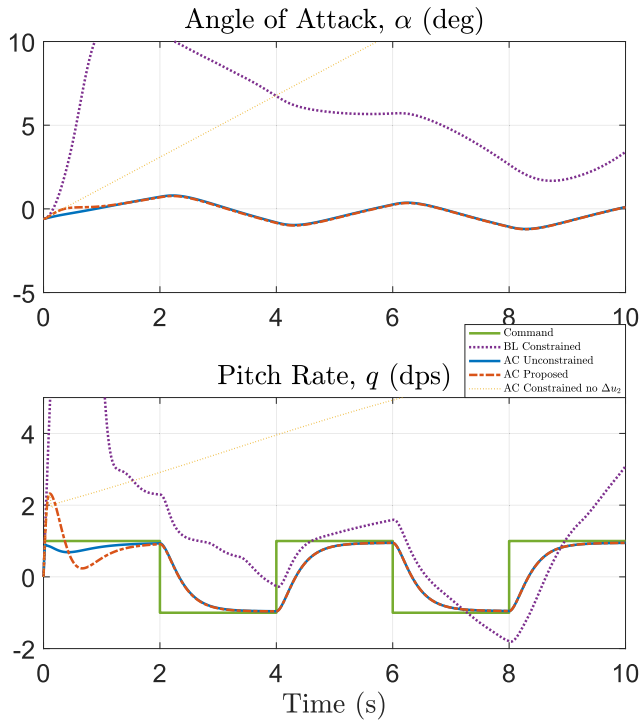 Angle of Attack, α (deg)
10
5
0
-5
0 2 4 6 8 10
Command
BL Constrained
AC Unconstrained
AC Proposed
AC Constrained no Δu₂
Pitch Rate, q (dps)
4
2
0
-2
0 2 4 6 8 10
Time (s)